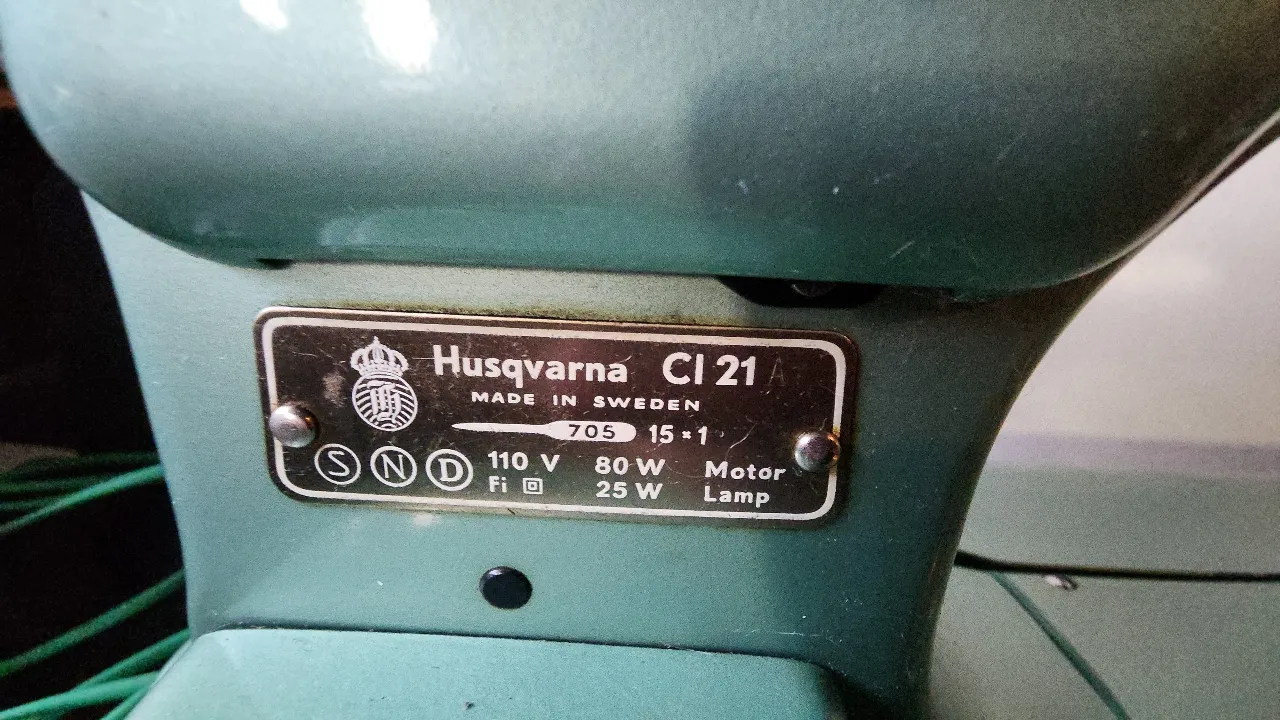 Husqvarna Cl 21 A
MADE IN SWEDEN
705 15×1
S N D 110 V 80 W Motor
Fi 25 W Lamp